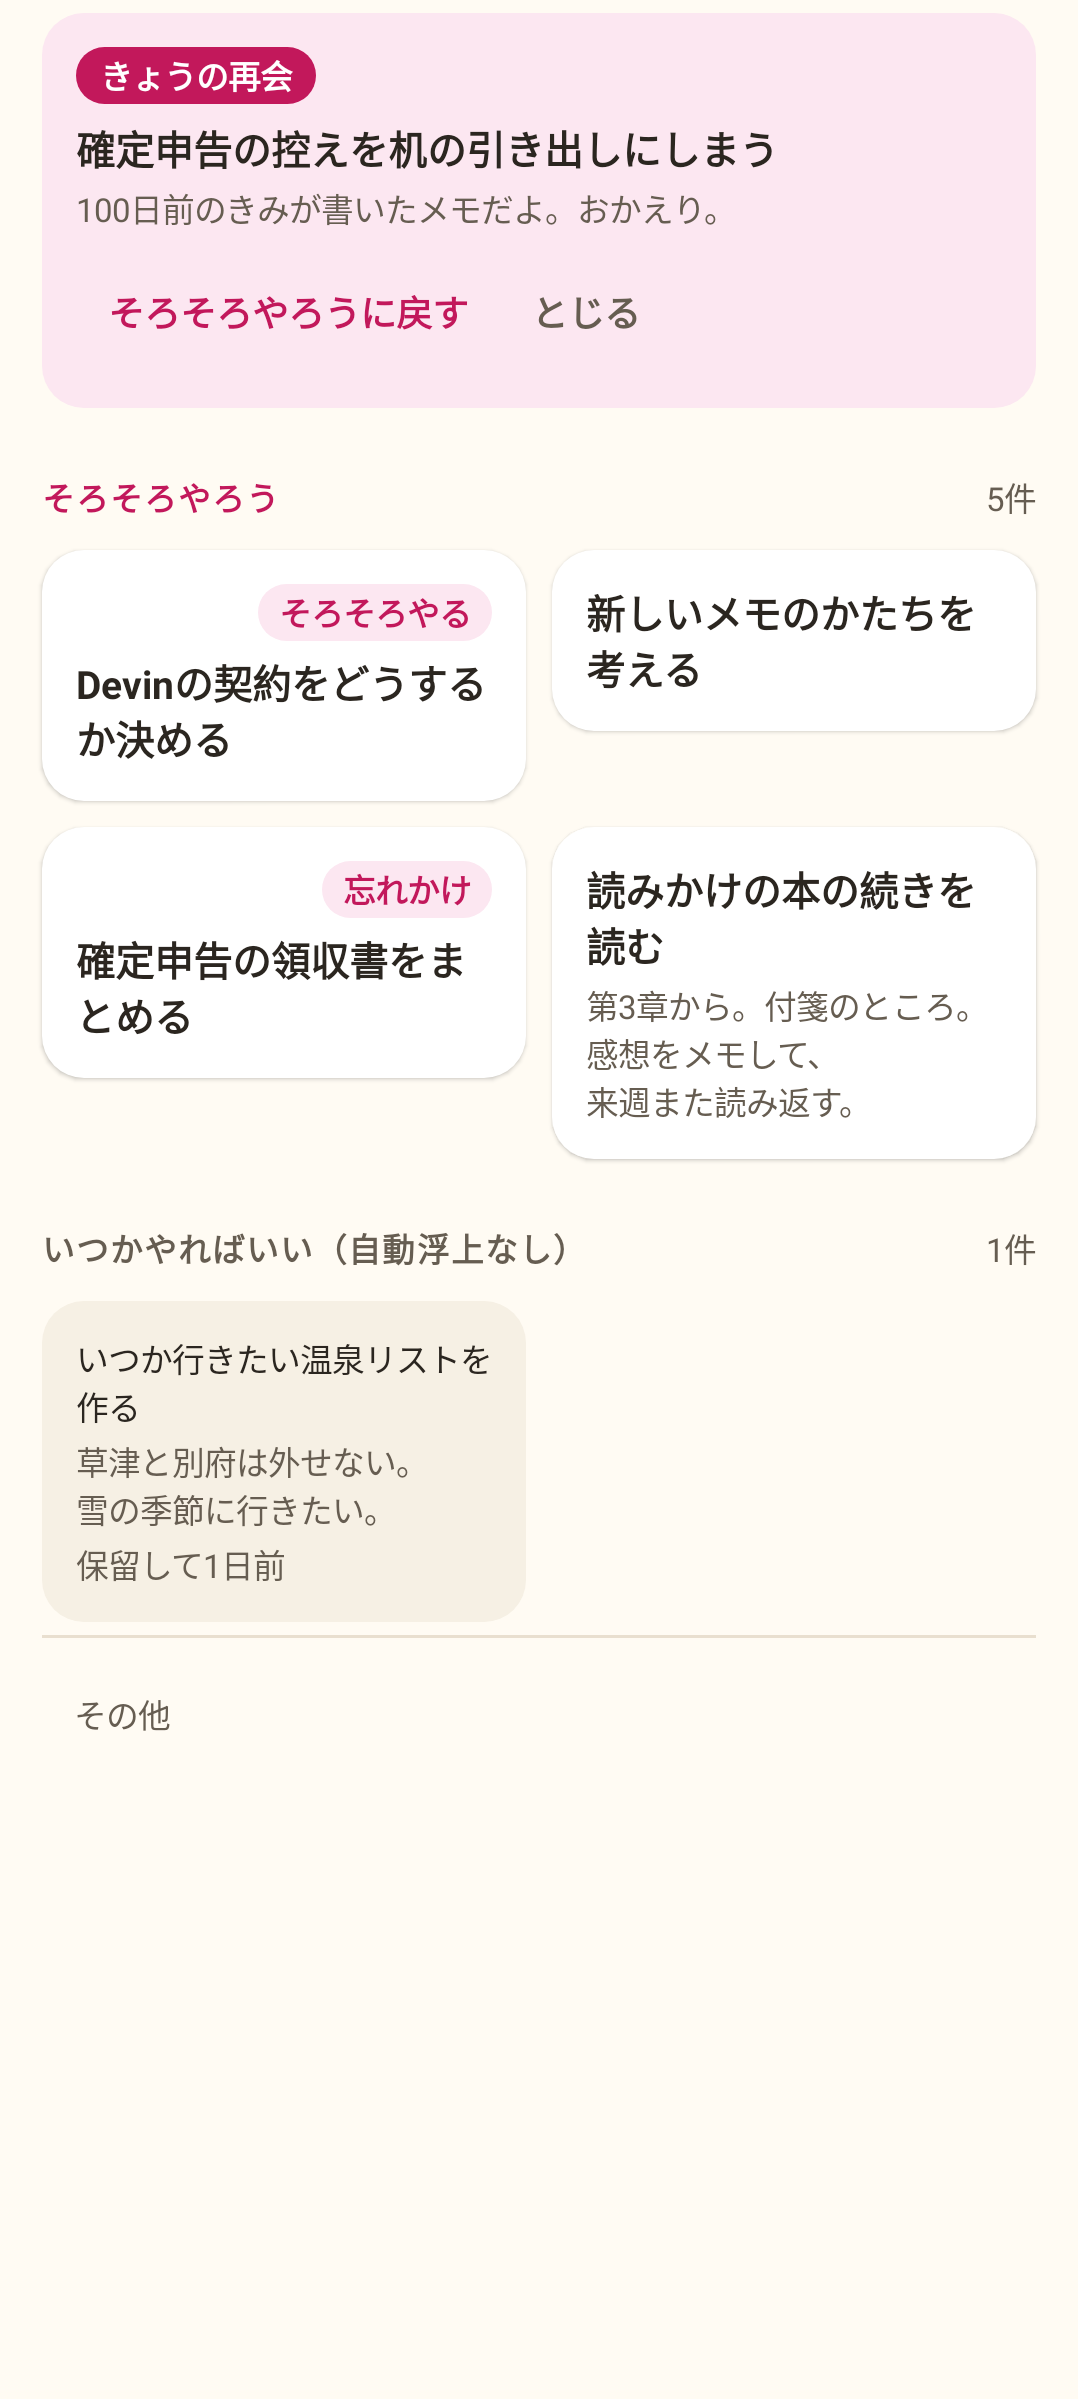 きょうの再会
確定申告の控えを机の引き出しにしまう
100日前のきみが書いたメモだよ。おかえり。
そろそろやろうに戻す とじる
そろそろやろう 5件
そろそろやる
Devinの契約をどうする
か決める
新しいメモのかたちを
考える
忘れかけ
確定申告の領収書をま
とめる
読みかけの本の続きを
読む
第3章から。付箋のところ。
感想をメモして、
来週また読み返す。
いつかやればいい（自動浮上なし） 1件
いつか行きたい温泉リストを
作る
草津と別府は外せない。
雪の季節に行きたい。
保留して1日前
その他